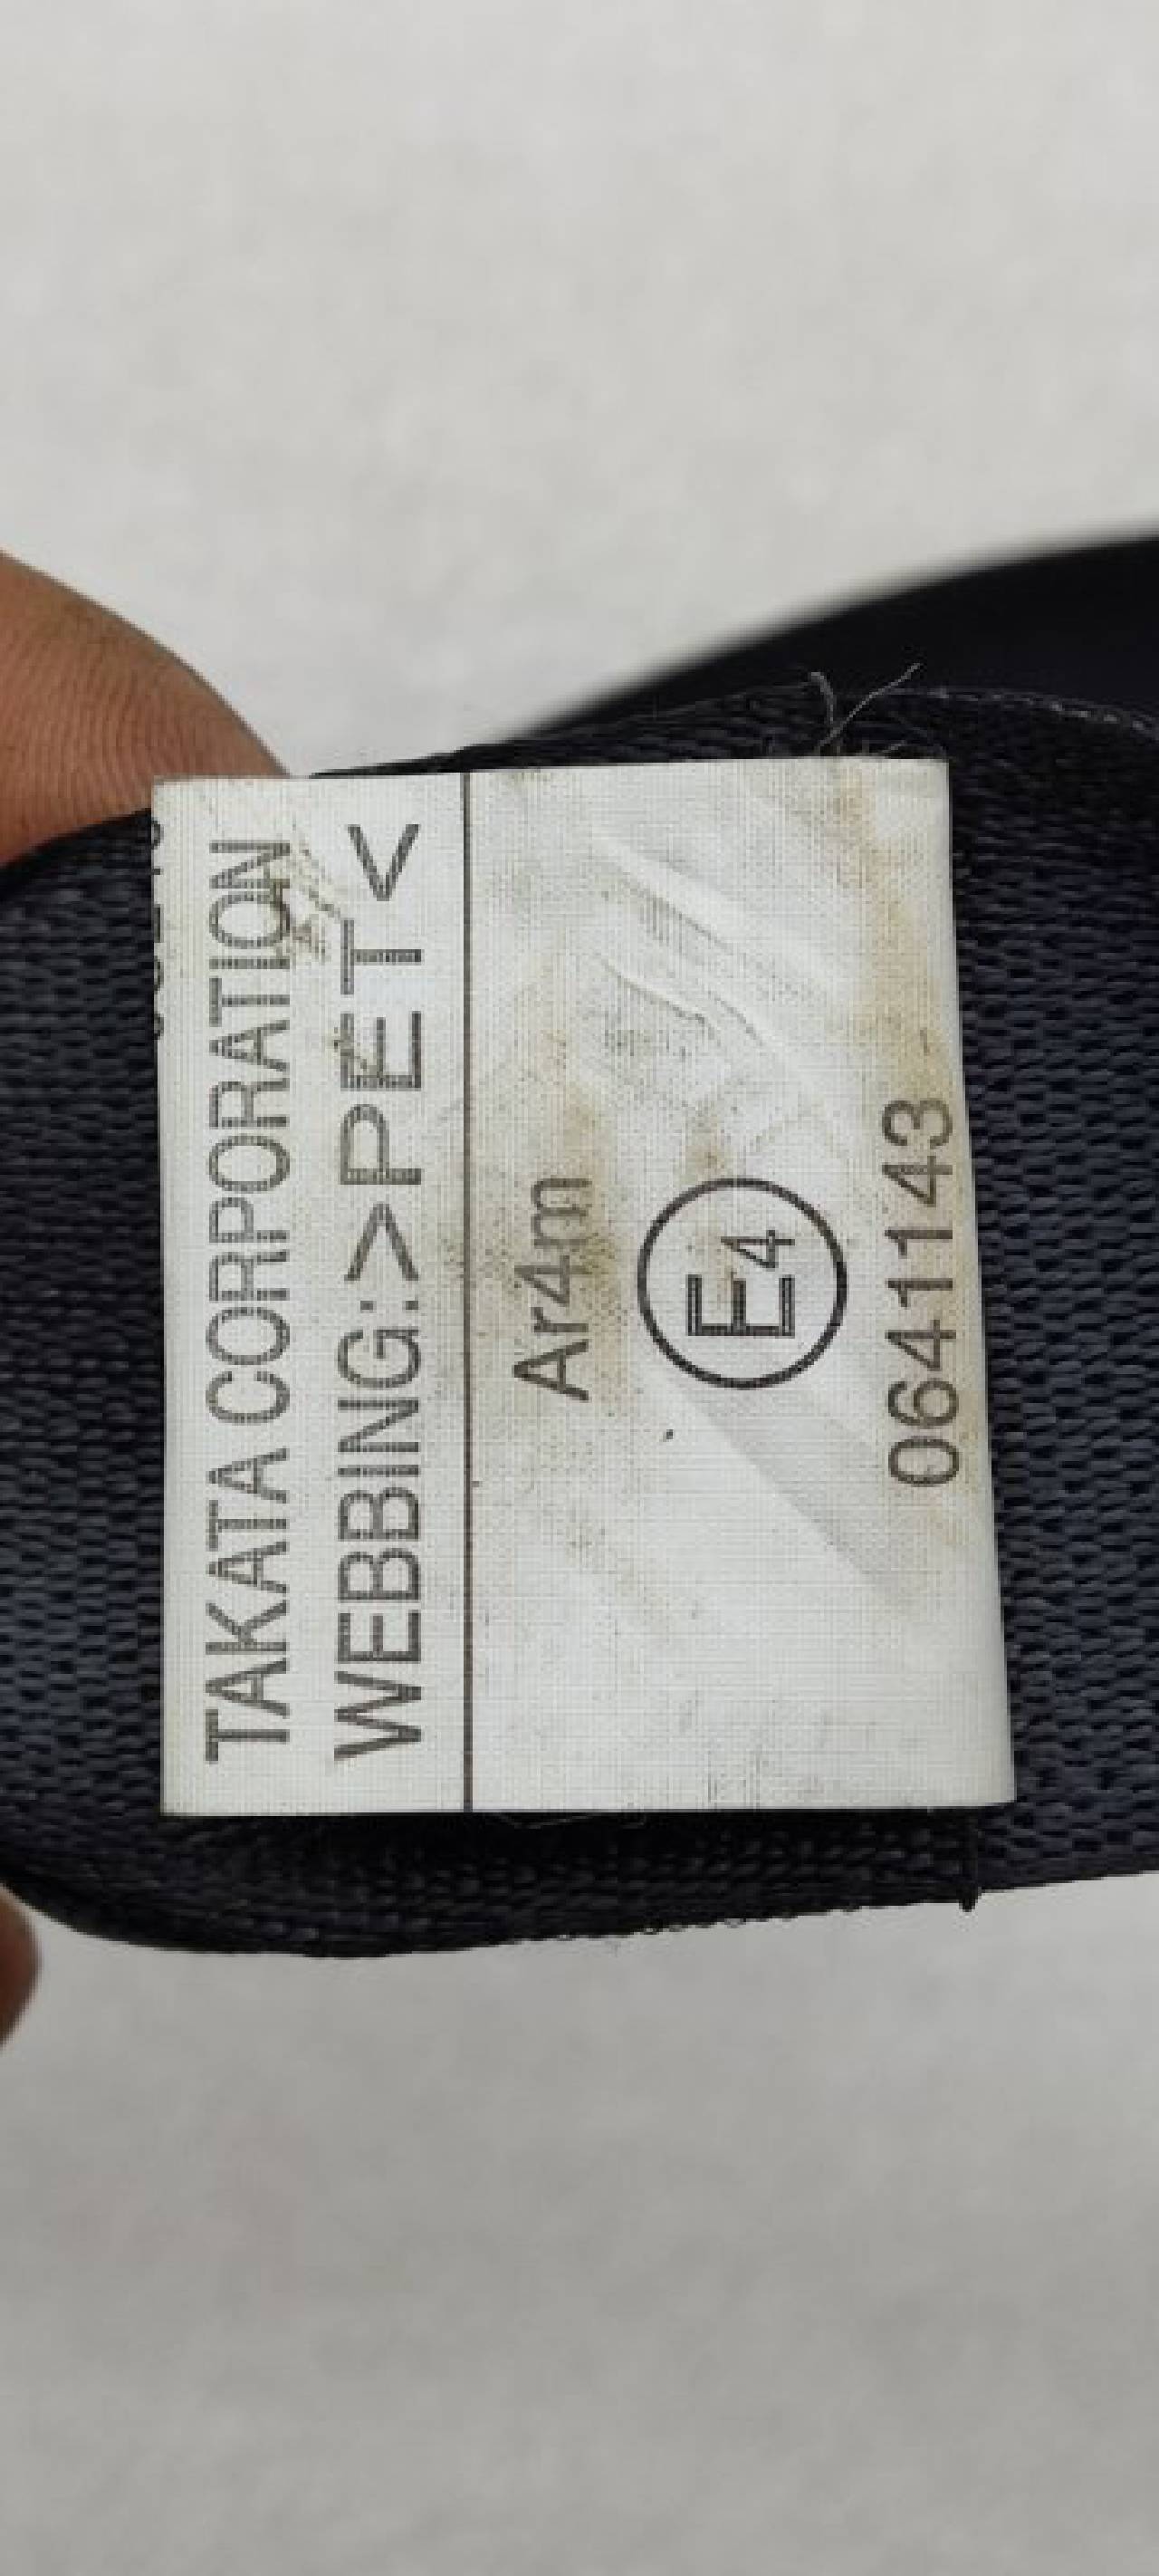 TAKATA CORPORATION
WEBBING:>PET<
Ar4m
E4
0641143